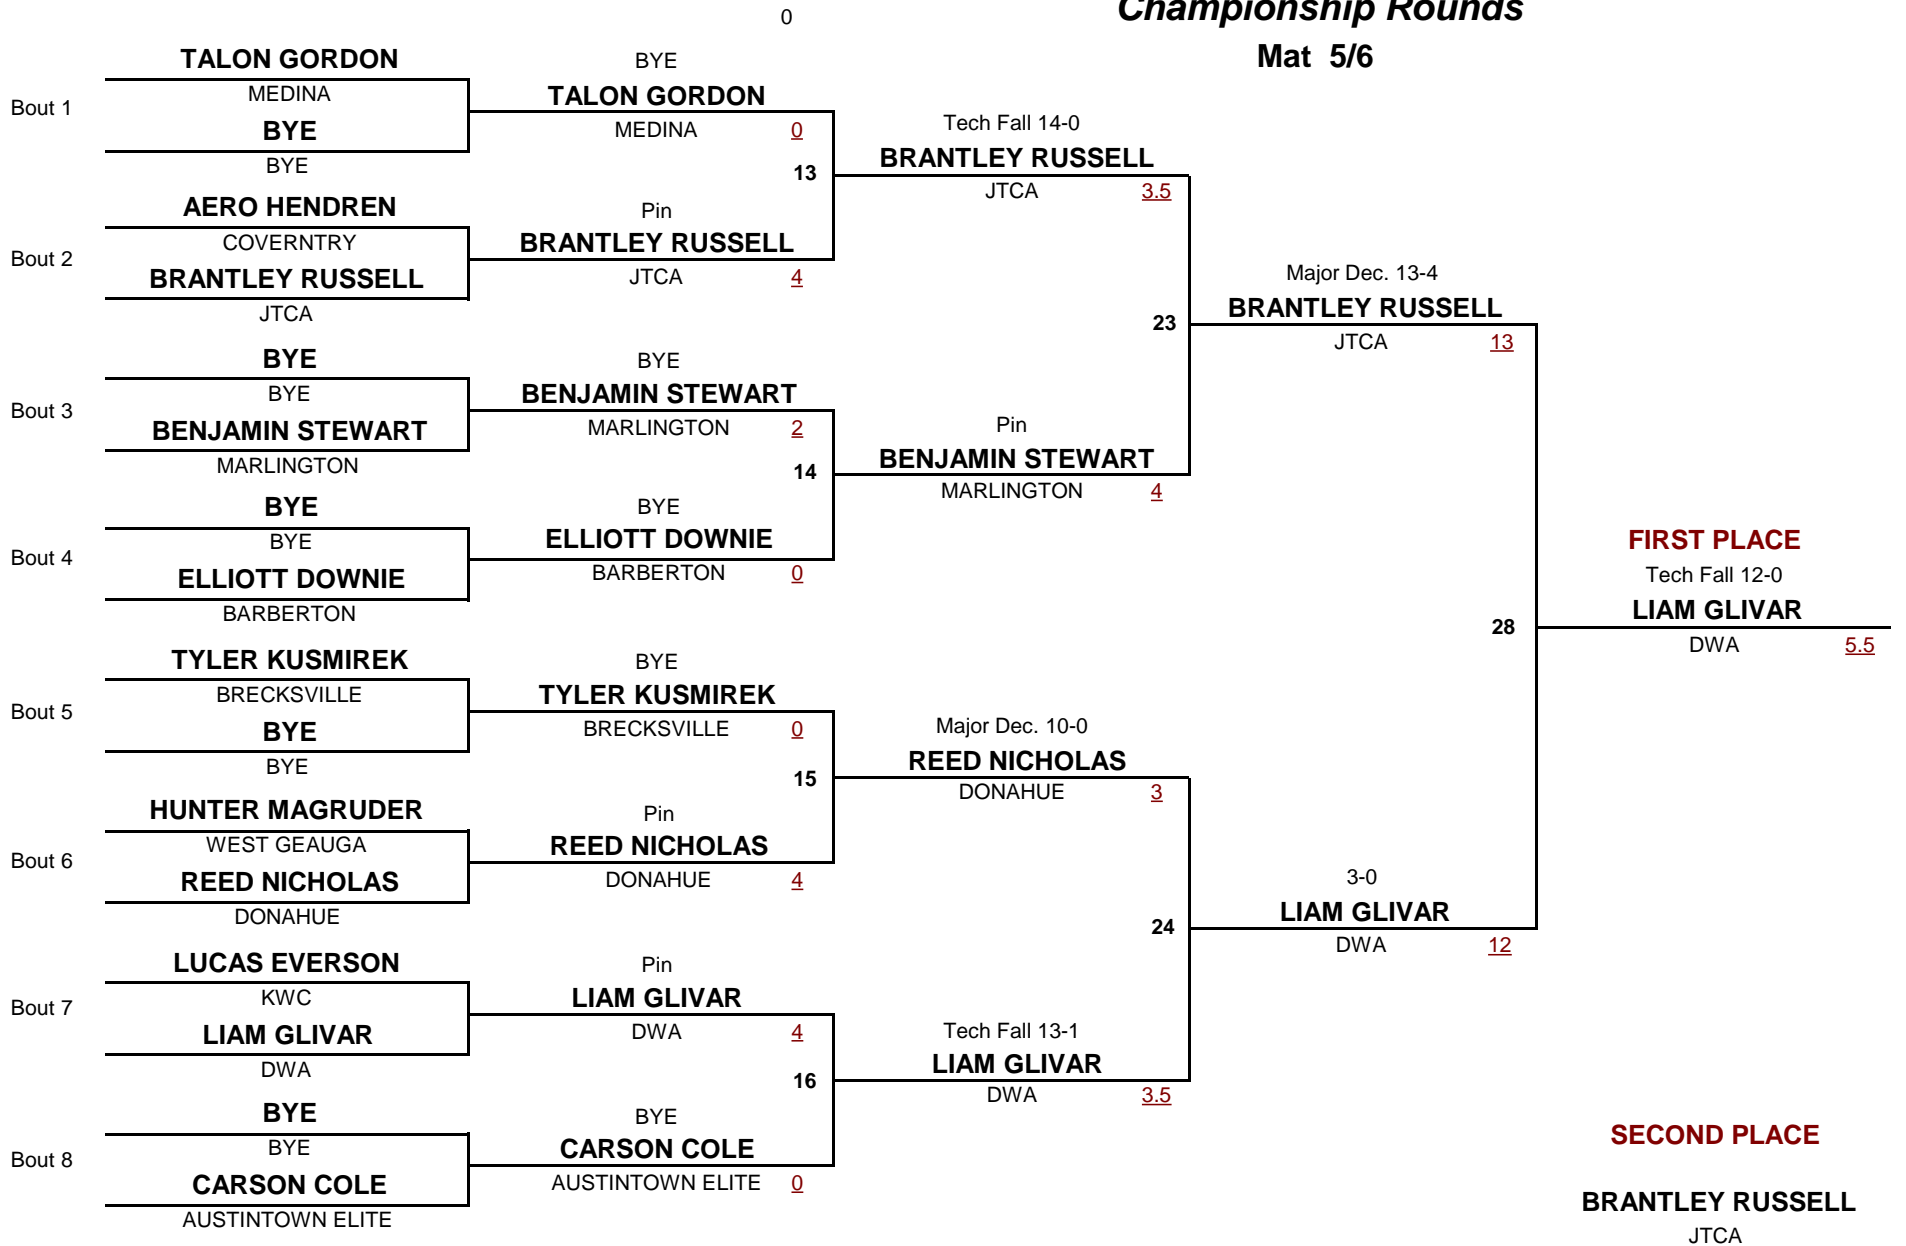 0
Championship Rounds
Mat 5/6
Bout 1
TALON GORDON
MEDINA
BYE
BYE
Bout 2
AERO HENDREN
COVERNTRY
BRANTLEY RUSSELL
JTCA
Bout 3
BYE
BYE
BENJAMIN STEWART
MARLINGTON
Bout 4
BYE
BYE
ELLIOTT DOWNIE
BARBERTON
Bout 5
TYLER KUSMIREK
BRECKSVILLE
BYE
BYE
Bout 6
HUNTER MAGRUDER
WEST GEAUGA
REED NICHOLAS
DONAHUE
Bout 7
LUCAS EVERSON
KWC
LIAM GLIVAR
DWA
Bout 8
BYE
BYE
CARSON COLE
AUSTINTOWN ELITE
BYE
TALON GORDON
MEDINA 0
13
Pin
BRANTLEY RUSSELL
JTCA 4
BYE
BENJAMIN STEWART
MARLINGTON 2
14
BYE
ELLIOTT DOWNIE
BARBERTON 0
BYE
TYLER KUSMIREK
BRECKSVILLE 0
15
Pin
REED NICHOLAS
DONAHUE 4
Pin
LIAM GLIVAR
DWA 4
16
BYE
CARSON COLE
AUSTINTOWN ELITE 0
Tech Fall 14-0
BRANTLEY RUSSELL
JTCA 3.5
23
Pin
BENJAMIN STEWART
MARLINGTON 4
Major Dec. 10-0
REED NICHOLAS
DONAHUE 3
24
Tech Fall 13-1
LIAM GLIVAR
DWA 3.5
Major Dec. 13-4
BRANTLEY RUSSELL
JTCA 13
28
3-0
LIAM GLIVAR
DWA 12
FIRST PLACE
Tech Fall 12-0
LIAM GLIVAR
DWA 5.5
SECOND PLACE
BRANTLEY RUSSELL
JTCA